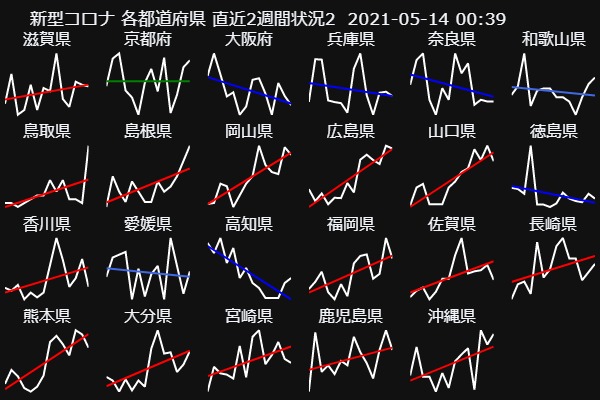 新型コロナ 各都道府県 直近2週間状況2 2021-05-14 00:39
滋賀県 京都府 大阪府 兵庫県 奈良県 和歌山県
鳥取県 島根県 岡山県 広島県 山口県 徳島県
香川県 愛媛県 高知県 福岡県 佐賀県 長崎県
熊本県 大分県 宮崎県 鹿児島県 沖縄県